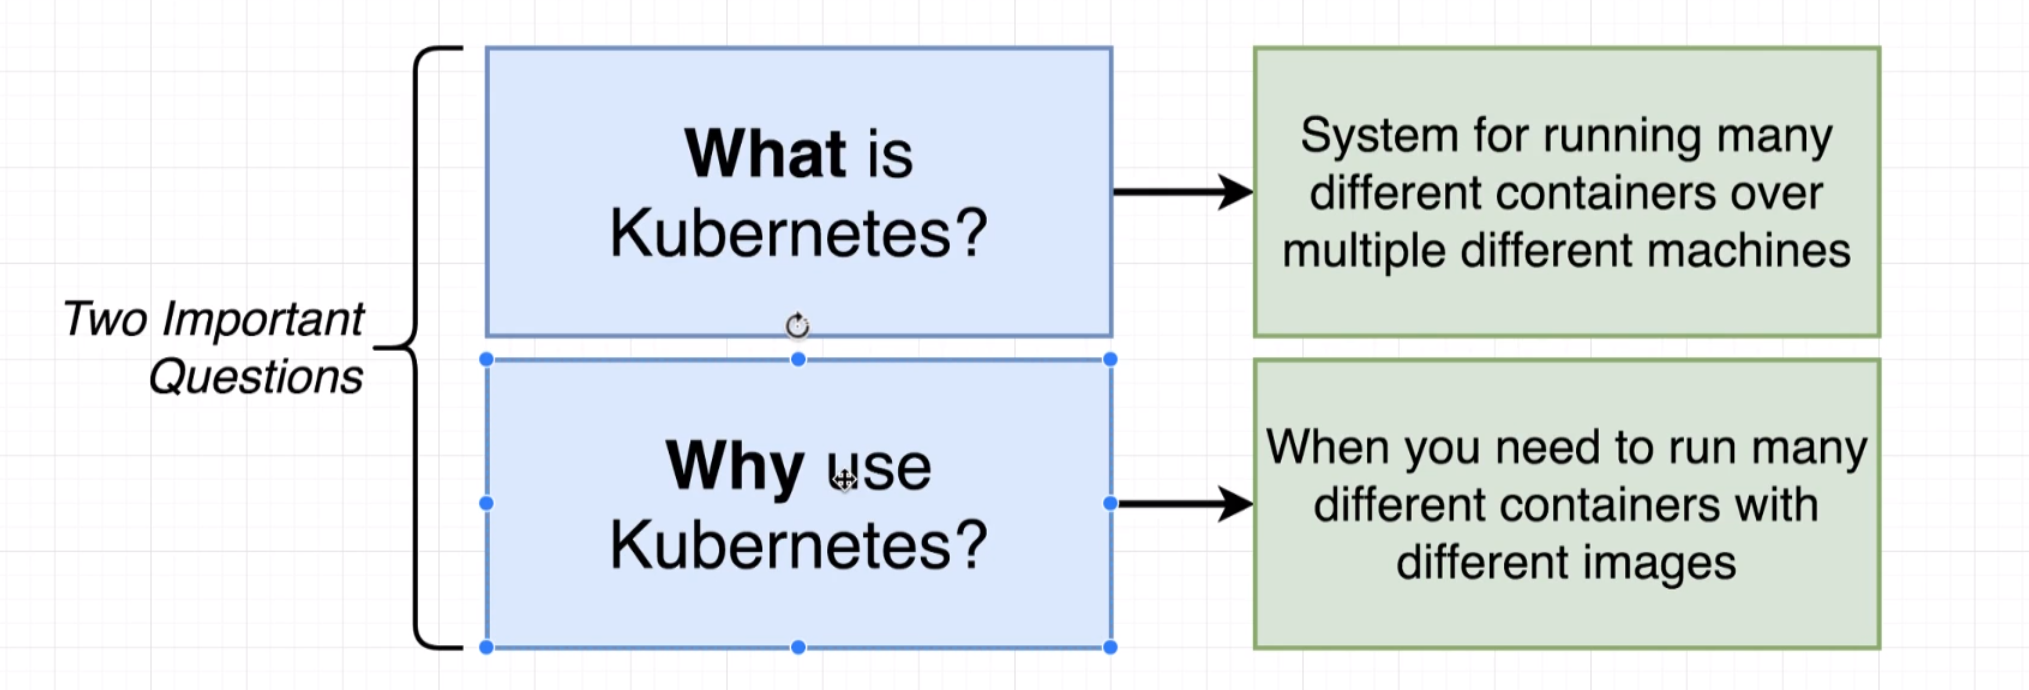 Two Important
Questions
What is
Kubernetes?
System for running many
different containers over
multiple different machines
Why use
Kubernetes?
When you need to run many
different containers with
different images